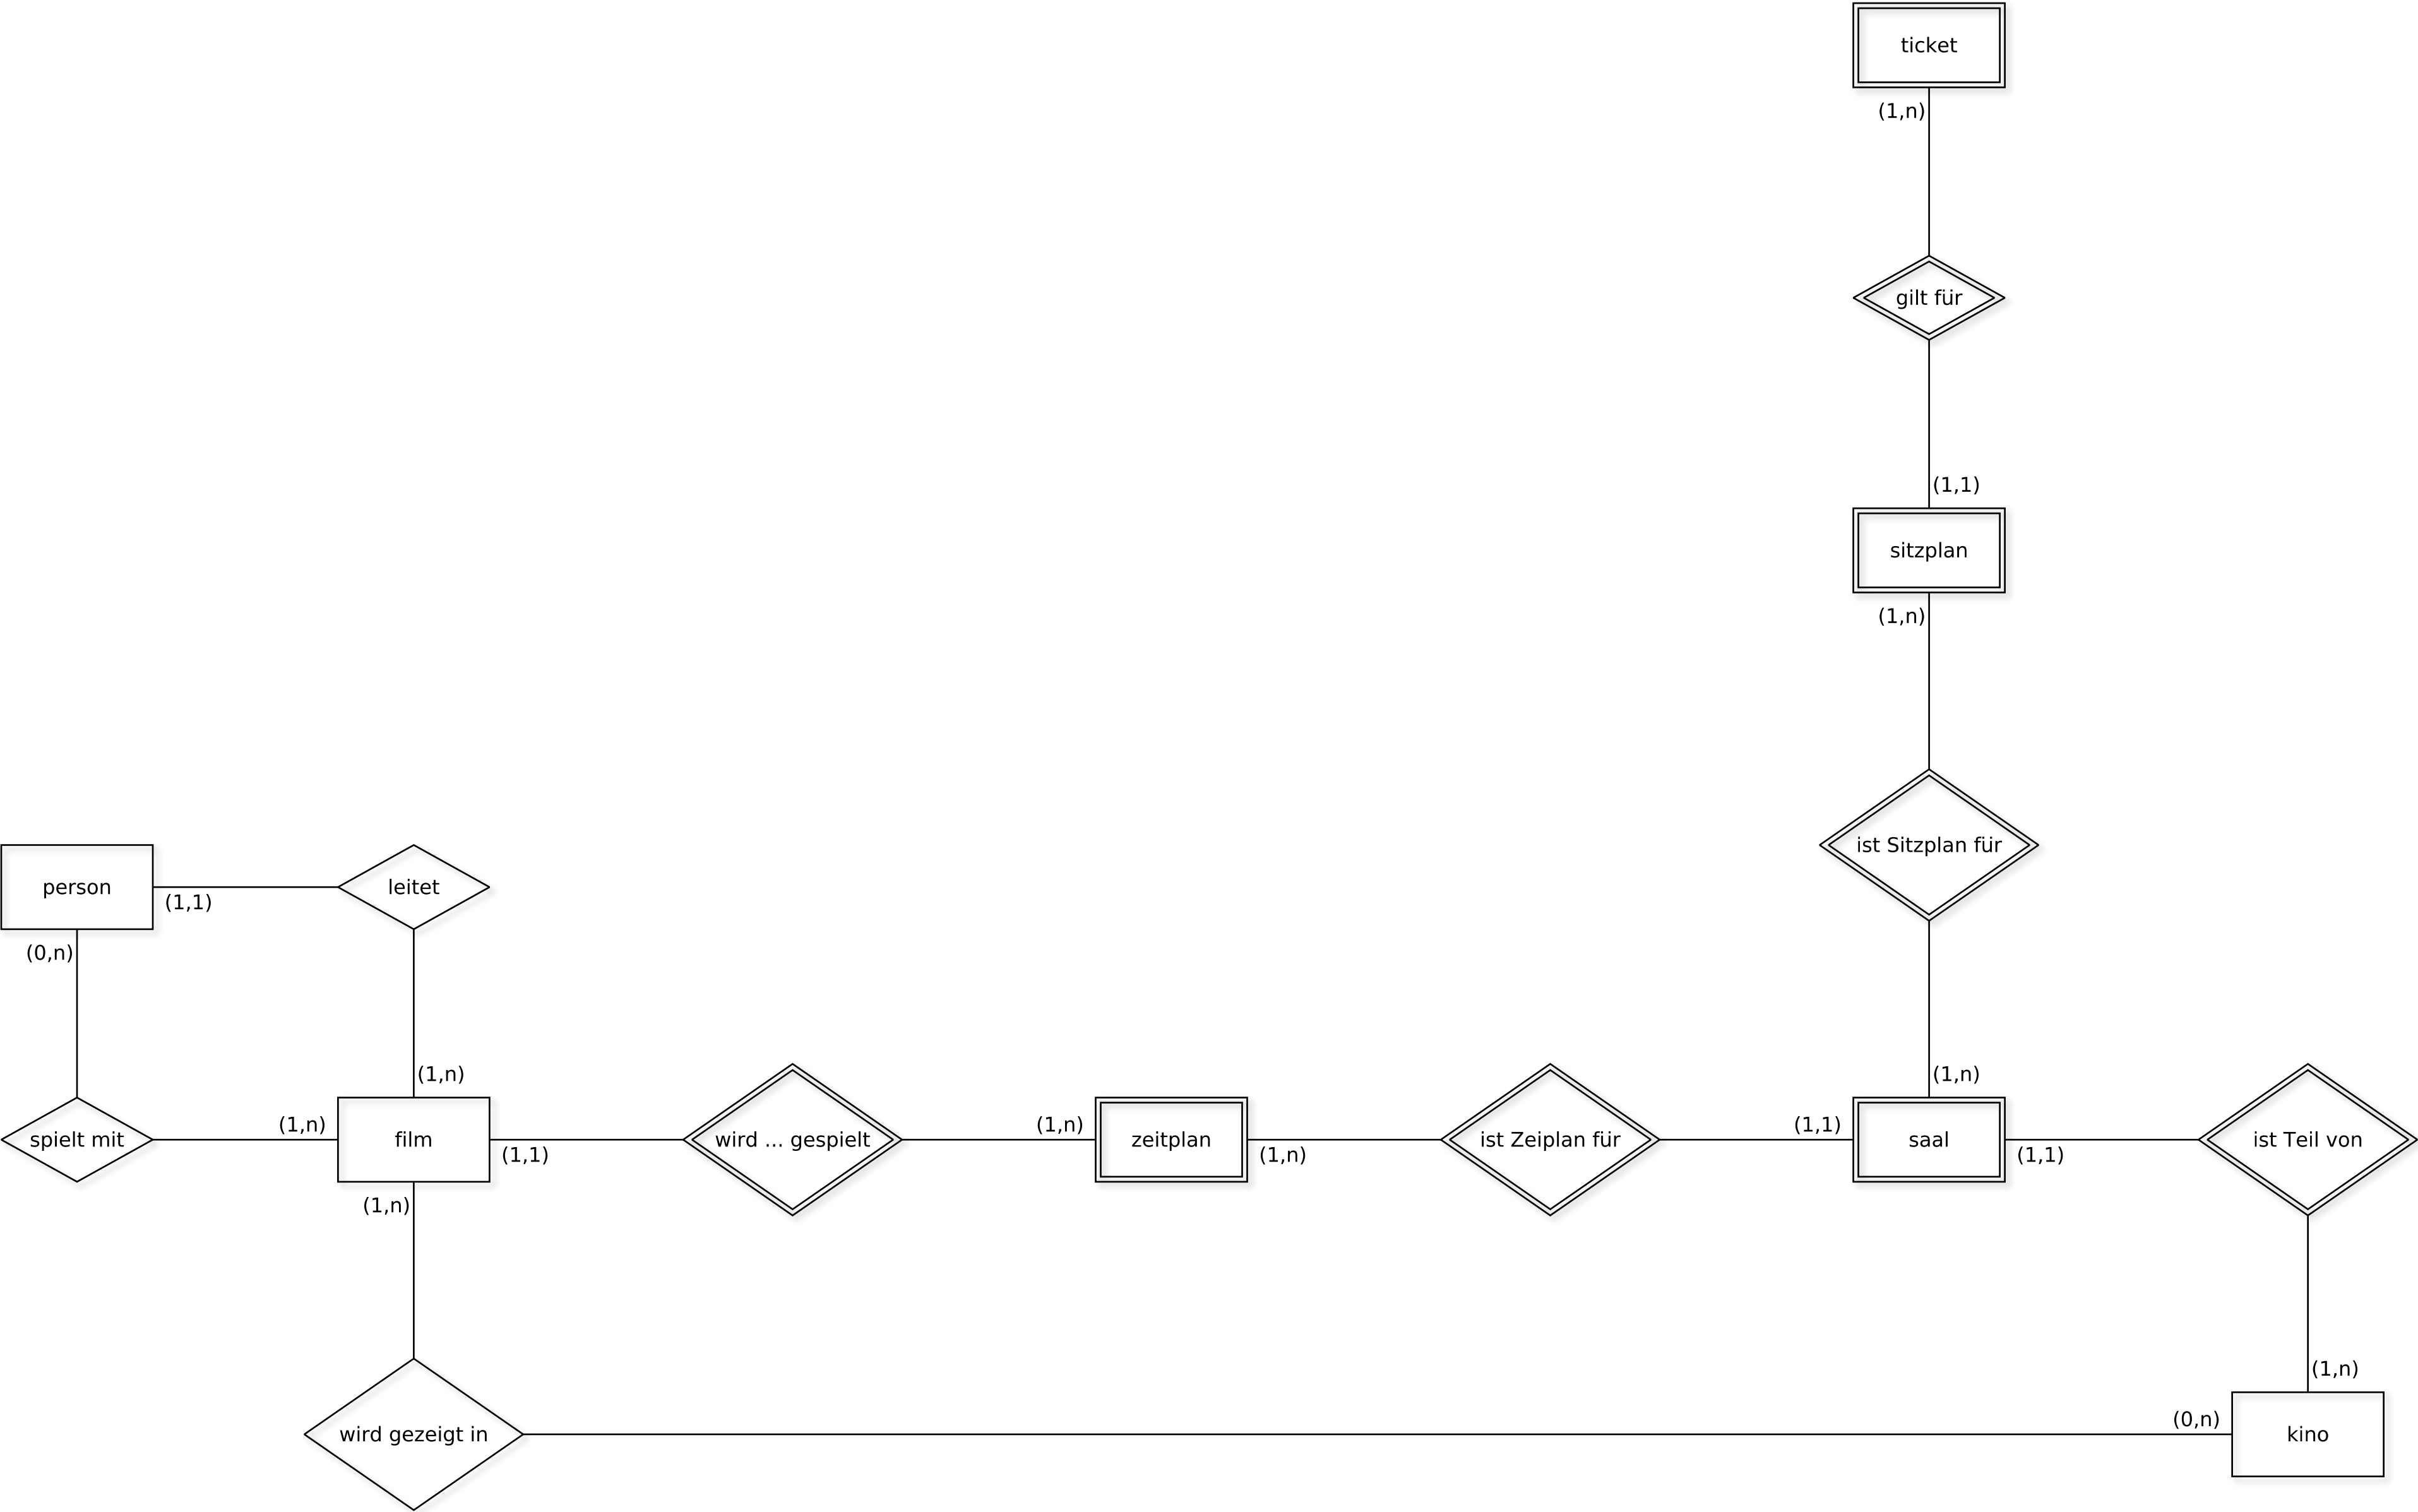 ticket
(1,n)
gilt für
(1,1)
sitzplan
(1,n)
ist Sitzplan für
person
leitet
(1,1)
(0,n)
(1,n)
(1,n)
spielt mit
(1,n)
film
(1,1)
wird ... gespielt
(1,n)
zeitplan
(1,n)
ist Zeiplan für
(1,1)
saal
(1,1)
ist Teil von
(1,n)
(1,n)
wird gezeigt in
(0,n)
kino